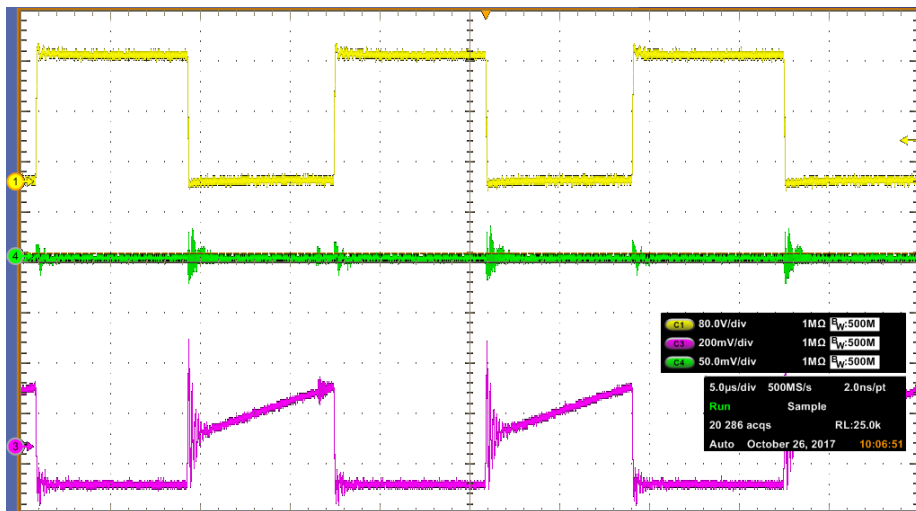 1
4
3
C1 80.0V/div 1MΩ BW:500M
C3 200mV/div 1MΩ BW:500M
C4 50.0mV/div 1MΩ BW:500M
5.0µs/div 500MS/s 2.0ns/pt
Run Sample
20 286 acqs RL:25.0k
Auto October 26, 2017 10:06:51